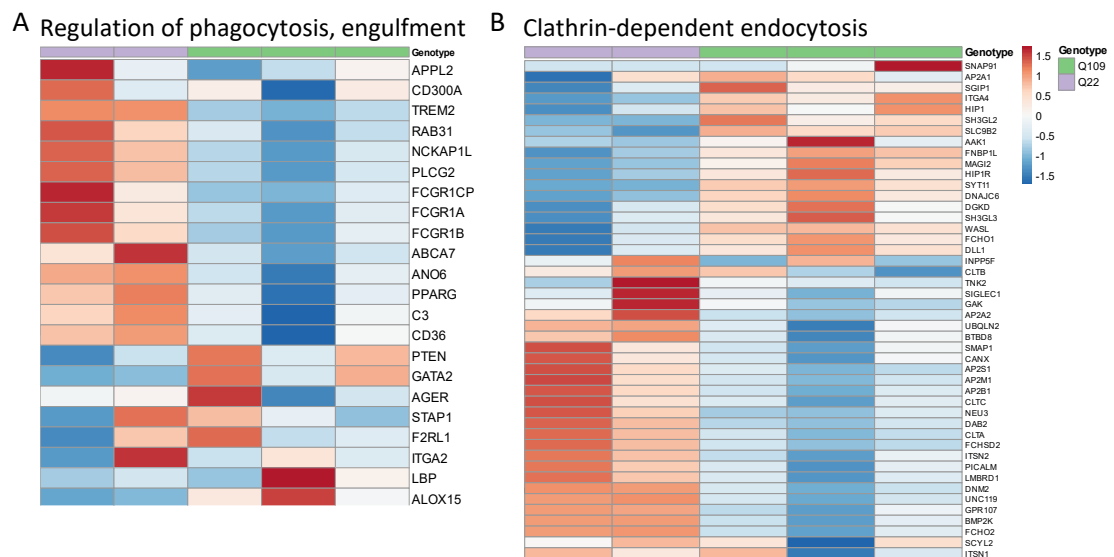 A Regulation of phagocytosis, engulfment
Genotype
APPL2
CD300A
TREM2
RAB31
NCKAP1L
PLCG2
FCGR1CP
FCGR1A
FCGR1B
ABCA7
ANO6
PPARG
C3
CD36
PTEN
GATA2
AGER
STAP1
F2RL1
ITGA2
LBP
ALOX15
B Clathrin-dependent endocytosis
Genotype
SNAP91
AP2A1
SGIP1
ITGA4
HIP1
SH3GL2
SLC9B2
AAK1
FNBP1L
MAGI2
HIP1R
SYT11
DNAJC6
DGKD
SH3GL3
WASL
FCHO1
DLL1
INPP5F
CLTB
TNK2
SIGLEC1
GAK
AP2A2
UBQLN2
BTBD8
SMAP1
CANX
AP2S1
AP2M1
AP2B1
CLTC
NEU3
DAB2
CLTA
FCHSD2
ITSN2
PICALM
LMBRD1
DNM2
UNC119
GPR107
BMP2K
FCHO2
SCYL2
ITSN1
1.5
1
0.5
0
-0.5
-1
-1.5
Genotype
Q109
Q22